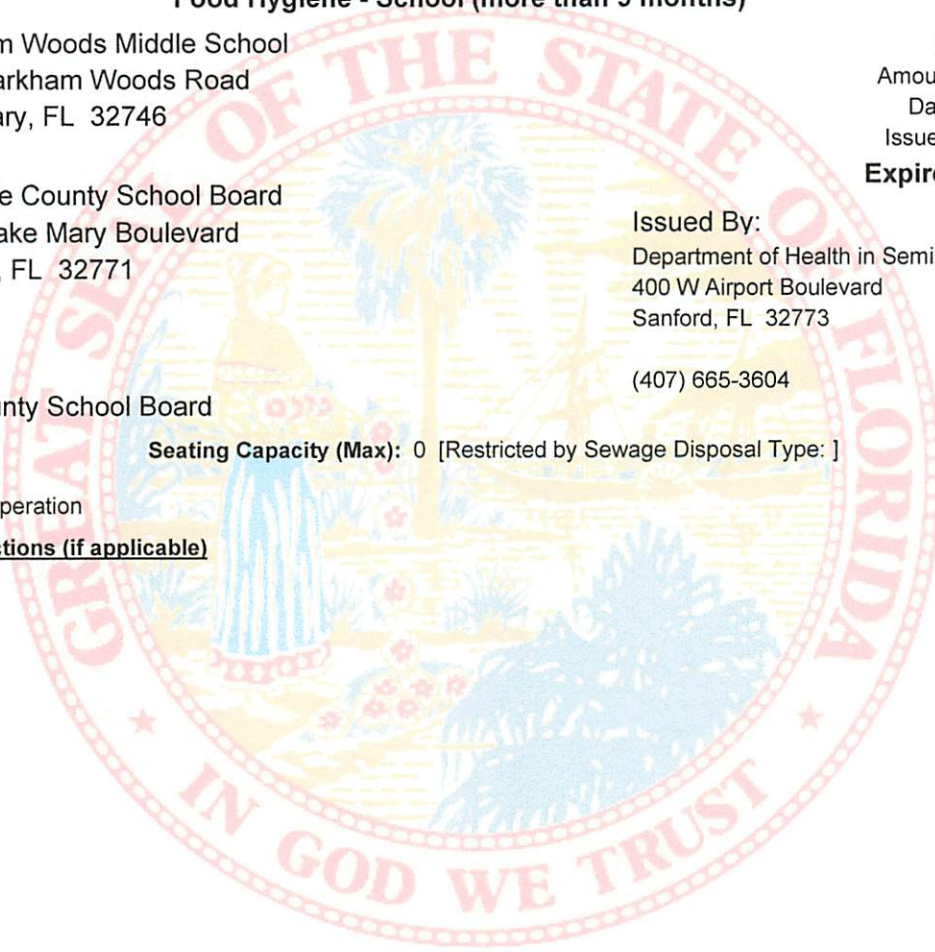 Food Hygiene - School (more than 9 months)
m Woods Middle School
arkham Woods Road
ary, FL 32746
e County School Board
ake Mary Boulevard
, FL 32771
Amou
Da
Issue
Expire
Issued By:
Department of Health in Semi
400 W Airport Boulevard
Sanford, FL 32773
(407) 665-3604
unty School Board
Seating Capacity (Max): 0 [Restricted by Sewage Disposal Type: ]
peration
ctions (if applicable)
GREAT SEAL OF THE STATE OF FLORIDA
IN GOD WE TRUST